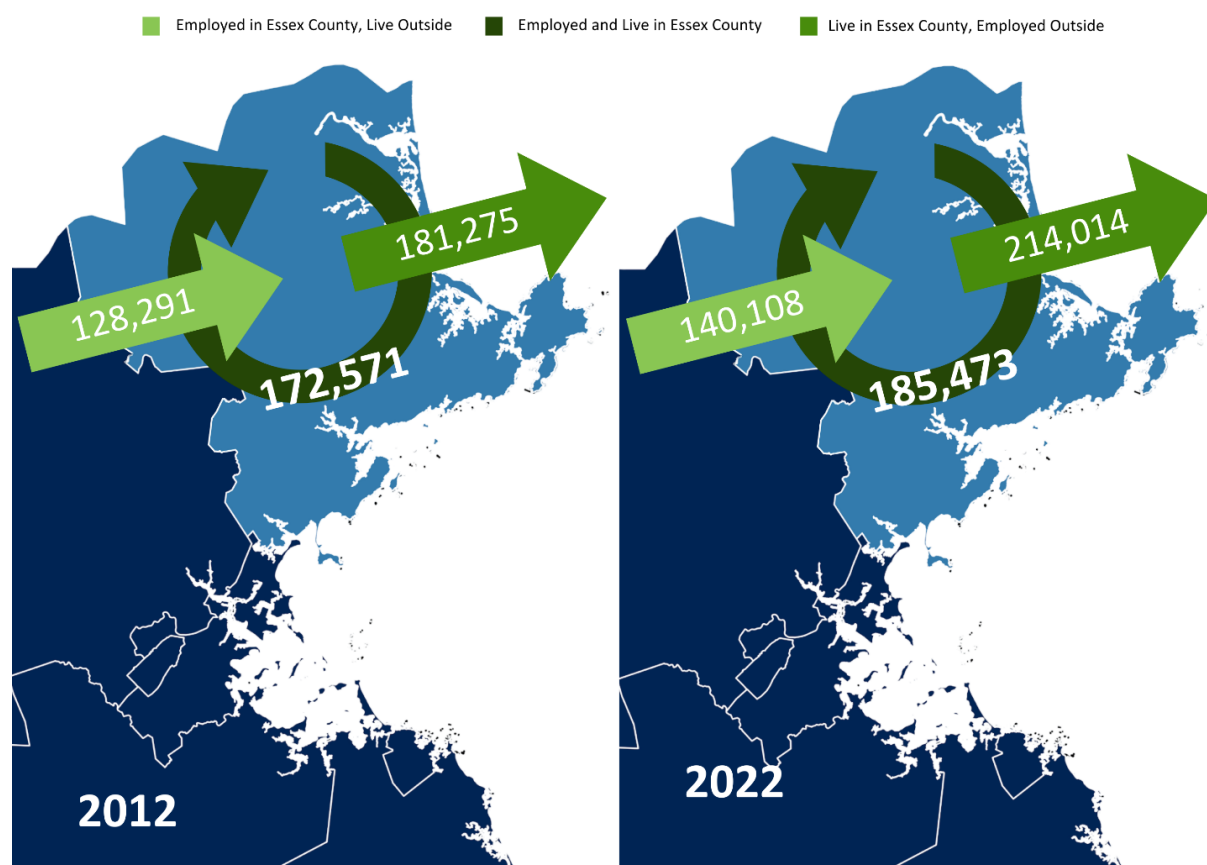 Employed in Essex County, Live Outside
Employed and Live in Essex County
Live in Essex County, Employed Outside
128,291
181,275
172,571
2012
140,108
214,014
185,473
2022